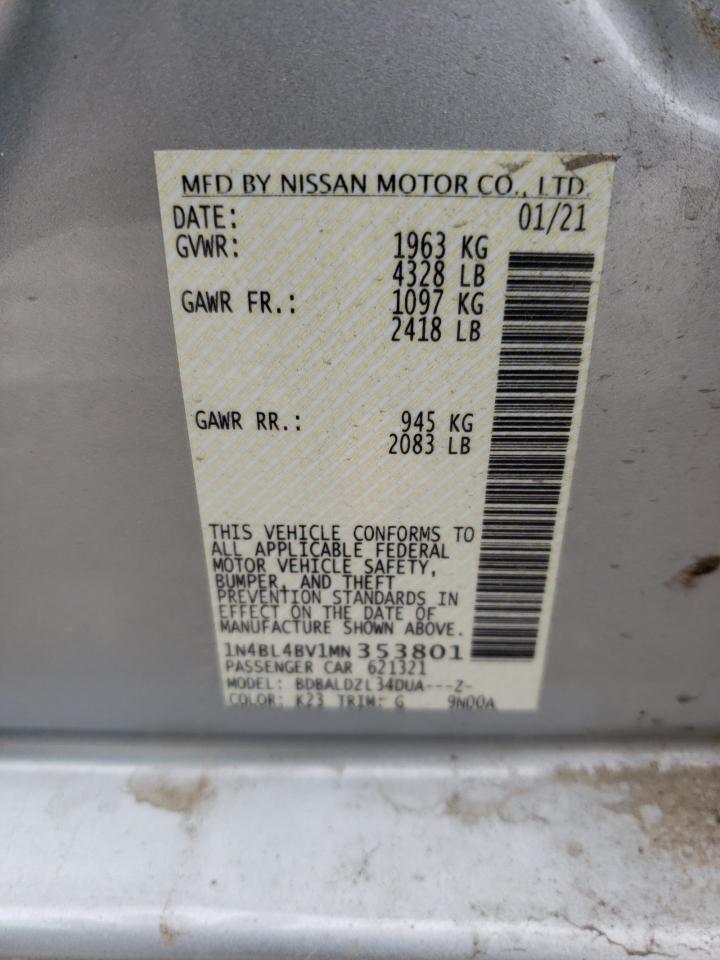 MFD BY NISSAN MOTOR CO., LTD.
DATE: 01/21
GVWR: 1963 KG
4328 LB
GAWR FR.: 1097 KG
2418 LB
GAWR RR.: 945 KG
2083 LB
THIS VEHICLE CONFORMS TO
ALL APPLICABLE FEDERAL
MOTOR VEHICLE SAFETY,
BUMPER, AND THEFT
PREVENTION STANDARDS IN
EFFECT ON THE DATE OF
MANUFACTURE SHOWN ABOVE.
1N4BL4BV1MN353801
PASSENGER CAR 621321
MODEL: BDBALDZL34DUA---Z-
COLOR: K23 TRIM: G 9N00A